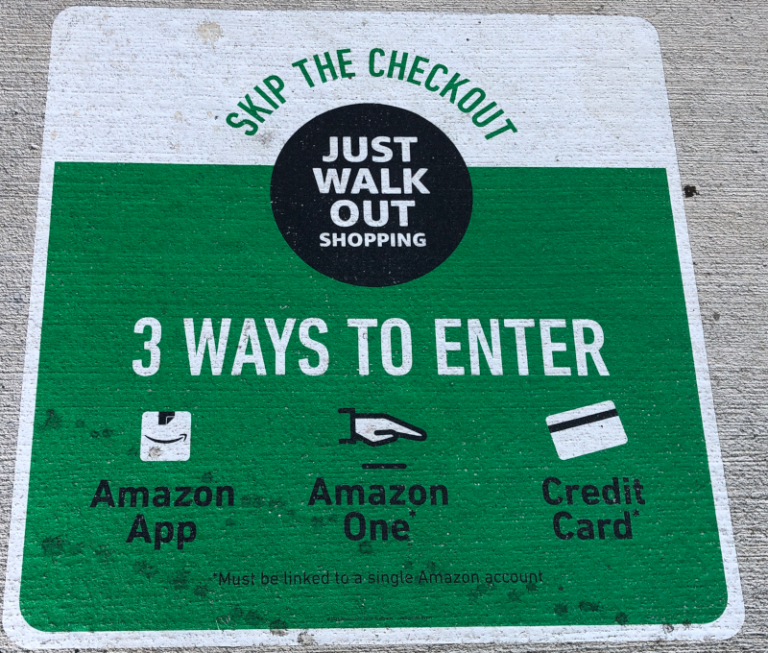 SKIP THE CHECKOUT
JUST
WALK
OUT
SHOPPING
3 WAYS TO ENTER
Amazon
App
Amazon
One*
Credit
Card*
*Must be linked to a single Amazon account